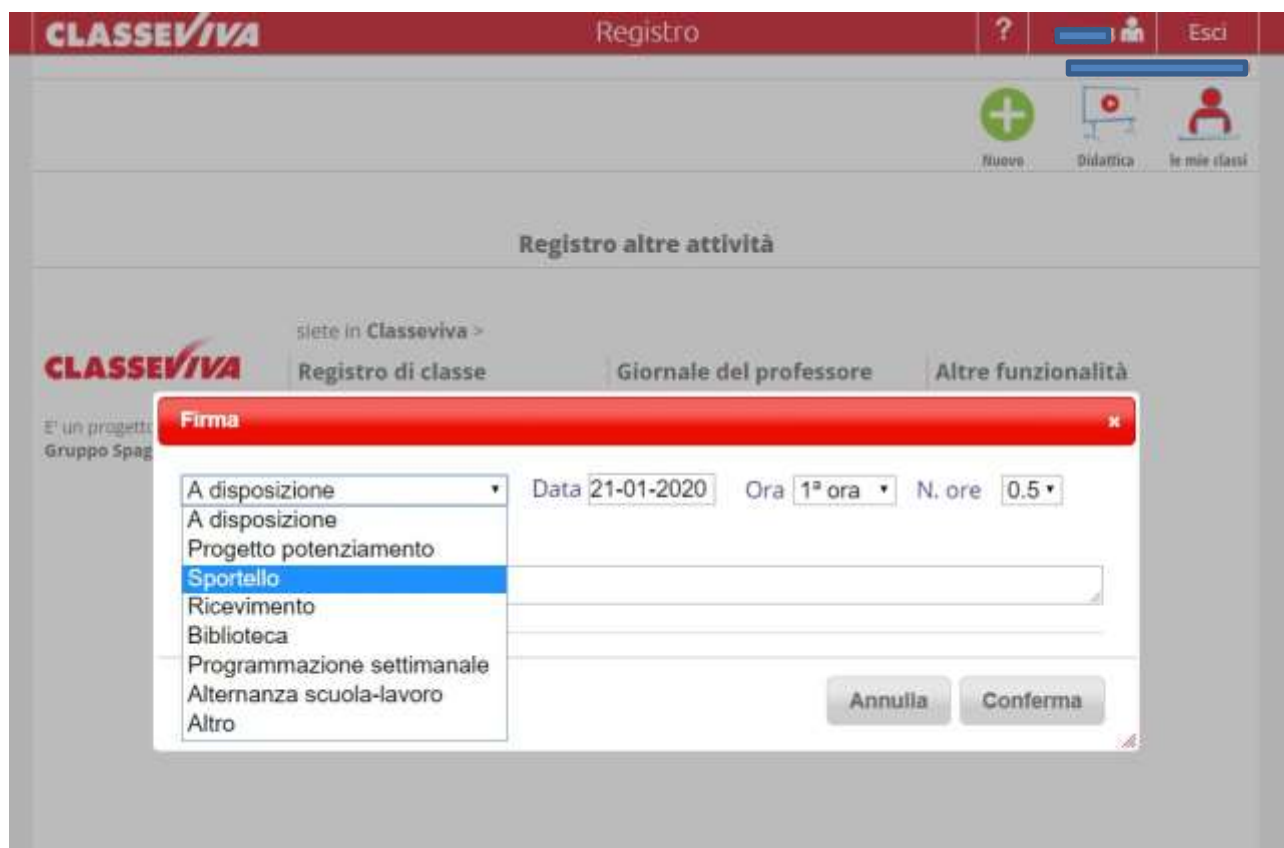 CLASSEVIVA Registro ? Esci
Nuovo Didattica le mie classi
Registro altre attività
siete in Classeviva >
CLASSEVIVA Registro di classe Giornale del professore Altre funzionalità
E' un progetto
Gruppo Spag
Firma x
A disposizione Data 21-01-2020 Ora 1ª ora N. ore 0.5
A disposizione
Progetto potenziamento
Sportello
Ricevimento
Biblioteca
Programmazione settimanale
Alternanza scuola-lavoro
Altro
Annulla Conferma